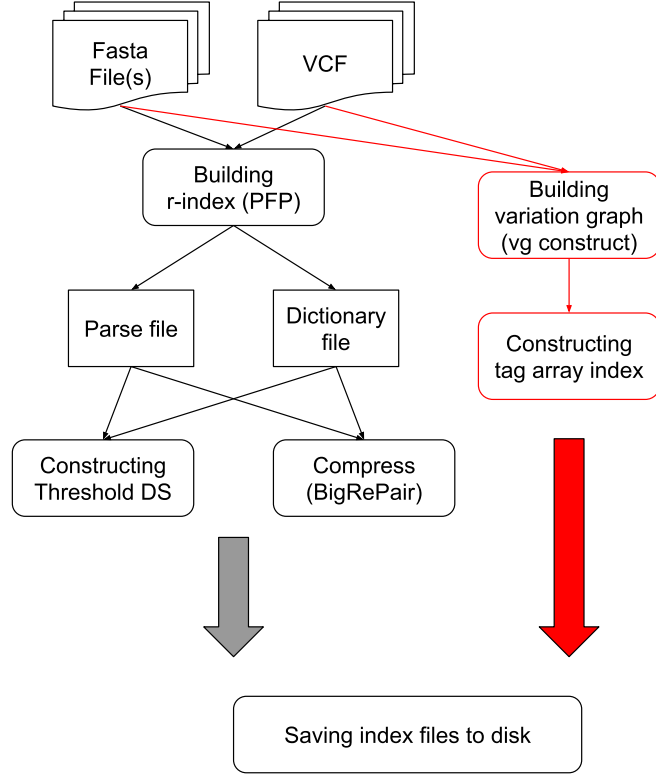 Fasta
File(s)
VCF
Building
r-index (PFP)
Building
variation graph
(vg construct)
Parse file
Dictionary
file
Constructing
tag array index
Constructing
Threshold DS
Compress
(BigRePair)
Saving index files to disk